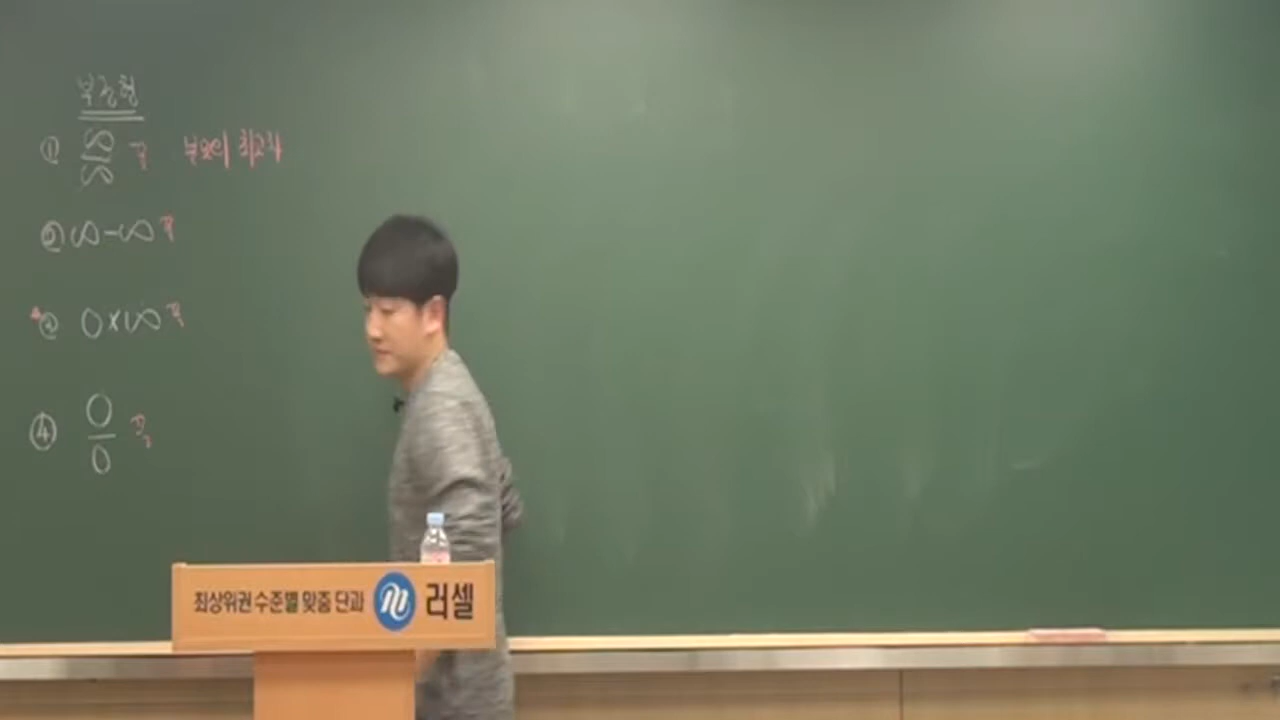 부정형
① ∞/∞ 꼴 분모의 최고차
② ∞-∞ 꼴
③ 0×∞ 꼴
④ 0/0 꼴
최상위권 수준별 맞춤 단과 러셀